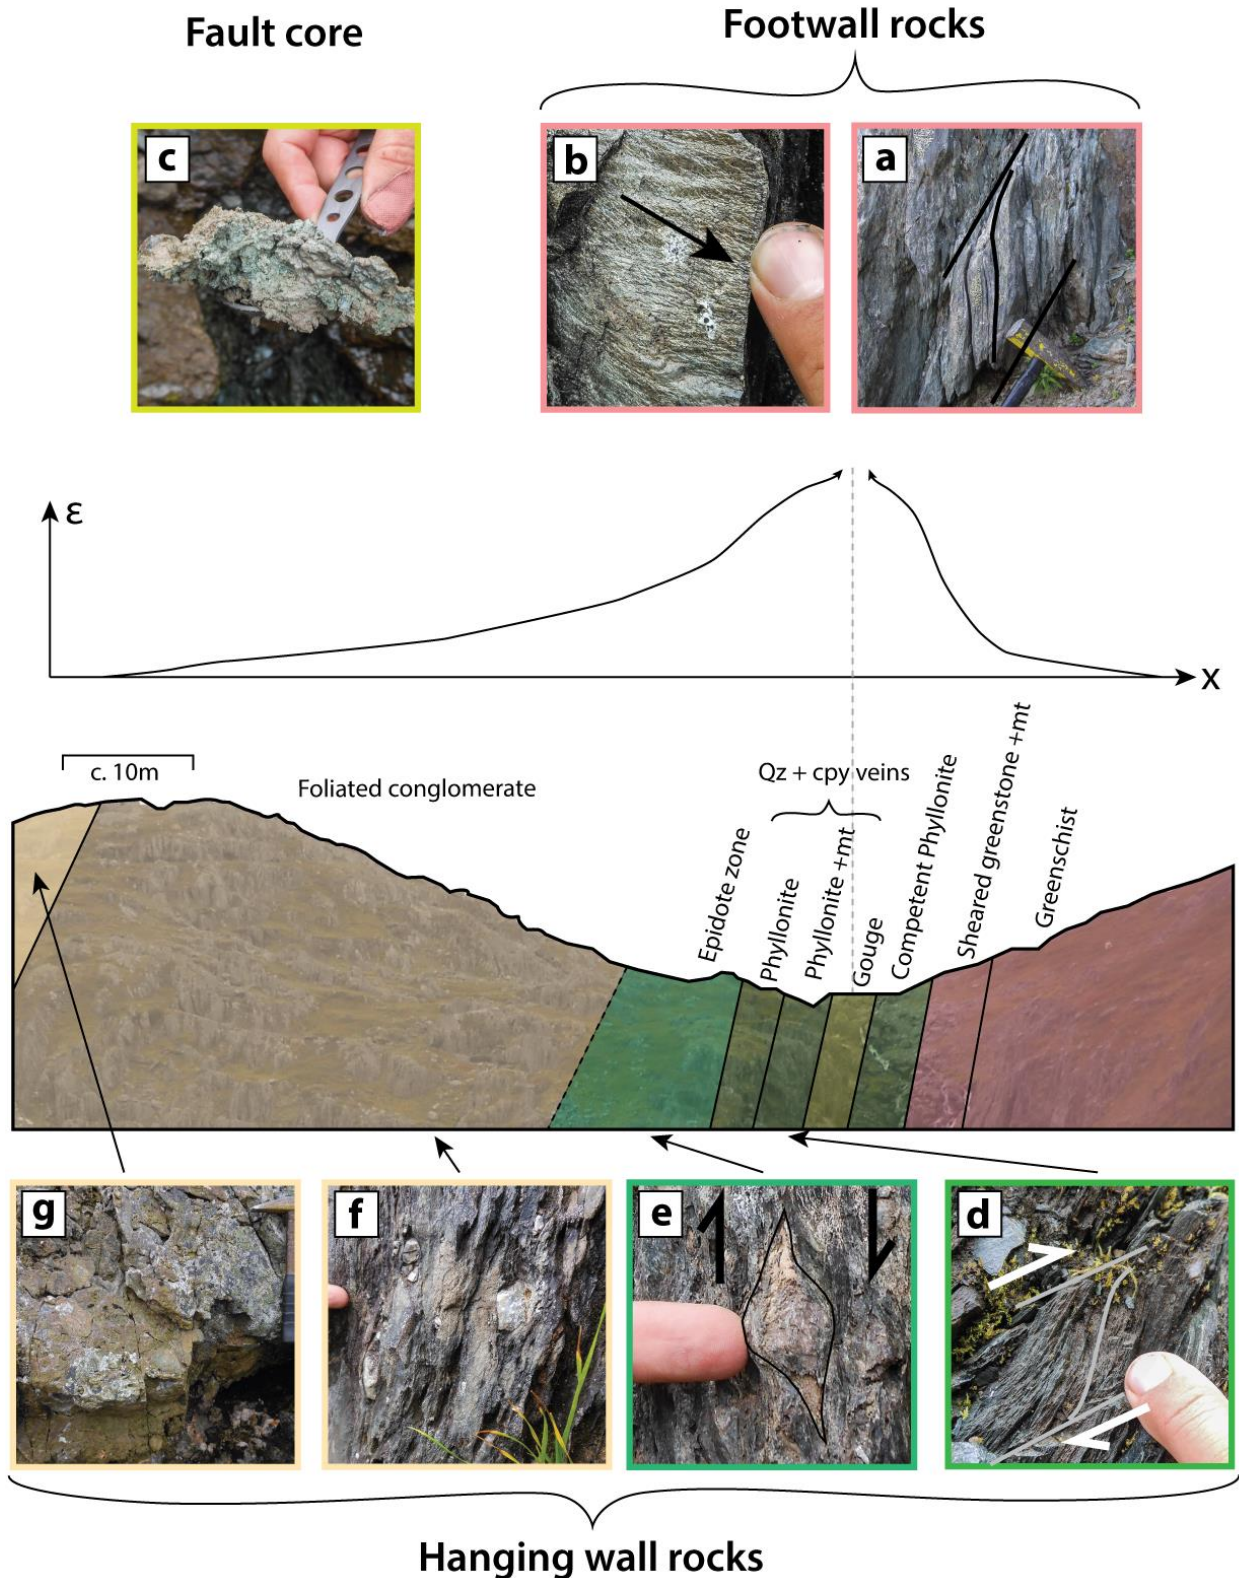 Fault core
Footwall rocks
c
b
a
ε
x
c. 10m
Foliated conglomerate
Qz + cpy veins
Epidote zone
Phyllonite
Phyllonite +mt
Gouge
Competent Phyllonite
Sheared greenstone +mt
Greenschist
g
f
e
d
Hanging wall rocks